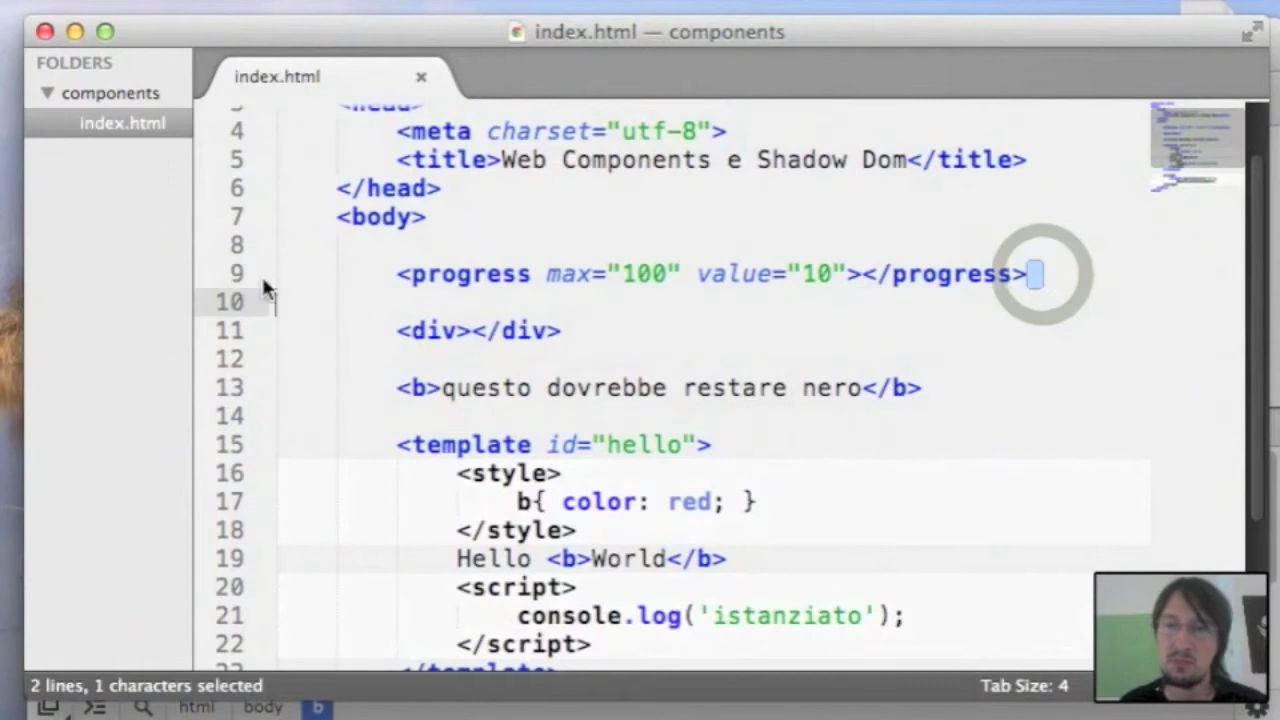 index.html — components
FOLDERS
components
index.html
index.html
3 <head>
4 <meta charset="utf-8">
5 <title>Web Components e Shadow Dom</title>
6 </head>
7 <body>
8
9 <progress max="100" value="10"></progress>
10
11 <div></div>
12
13 <b>questo dovrebbe restare nero</b>
14
15 <template id="hello">
16 <style>
17 b{ color: red; }
18 </style>
19 Hello <b>World</b>
20 <script>
21 console.log('istanziato');
22 </script>
23 </template>
2 lines, 1 characters selected
Tab Size: 4
html body b